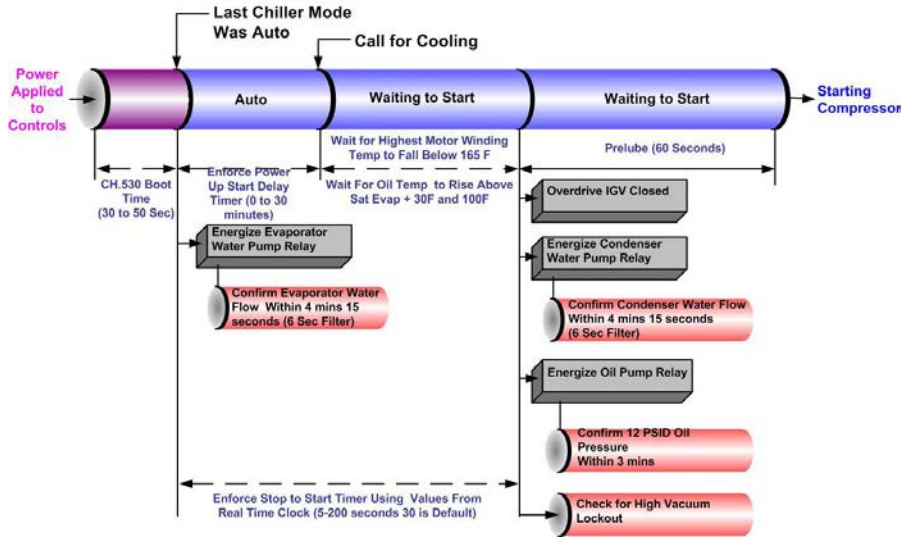 Last Chiller Mode
Was Auto
Call for Cooling
Power
Applied
to
Controls
Auto
Waiting to Start
Waiting to Start
Starting
Compressor
CH.530 Boot
Time
(30 to 50 Sec)
Enforce Power
Up Start Delay
Timer (0 to 30
minutes)
Wait for Highest Motor Winding
Temp to Fall Below 165 F
Wait For Oil Temp to Rise Above
Sat Evap + 30F and 100F
Prelube (60 Seconds)
Overdrive IGV Closed
Energize Evaporator
Water Pump Relay
Energize Condenser
Water Pump Relay
Confirm Evaporator Water
Flow Within 4 mins 15
seconds (6 Sec Filter)
Confirm Condenser Water Flow
Within 4 mins 15 seconds
(6 Sec Filter)
Energize Oil Pump Relay
Confirm 12 PSID Oil
Pressure
Within 3 mins
Enforce Stop to Start Timer Using Values From
Real Time Clock (5-200 seconds 30 is Default)
Check for High Vacuum
Lockout